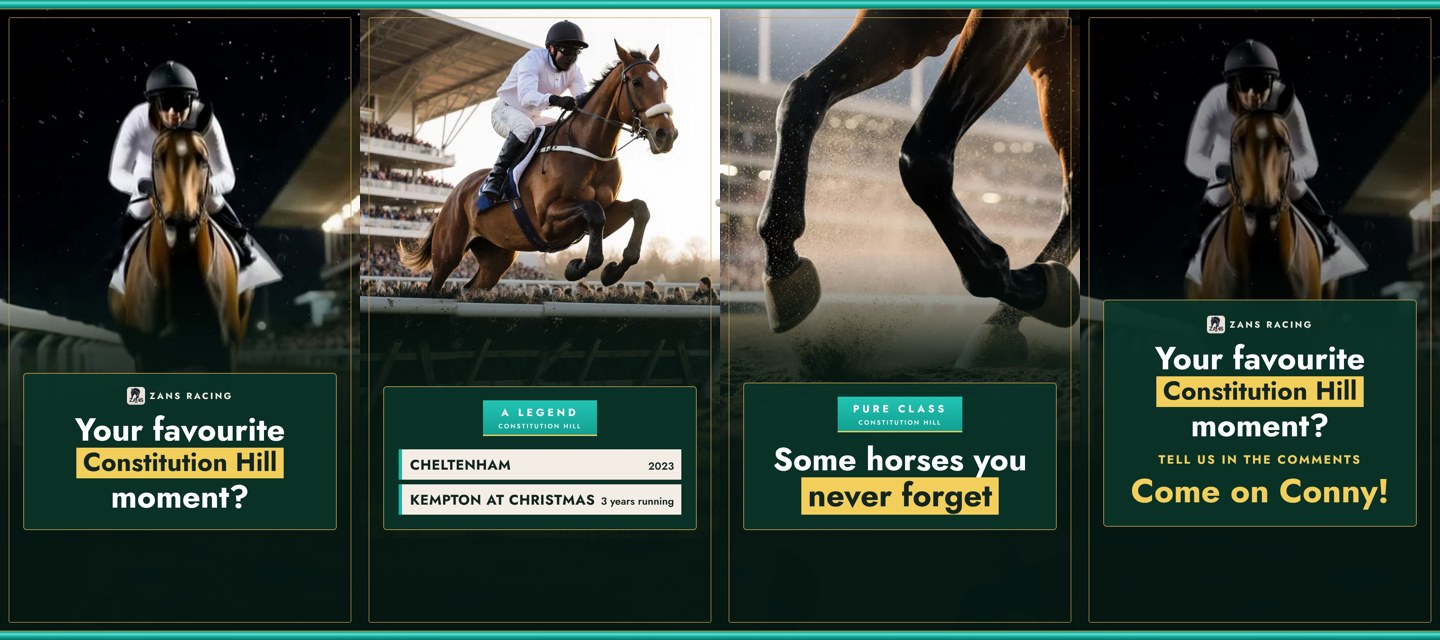 ZANS RACING
Your favourite
Constitution Hill
moment?
A LEGEND
CONSTITUTION HILL
CHELTENHAM 2023
KEMPTON AT CHRISTMAS 3 years running
PURE CLASS
CONSTITUTION HILL
Some horses you
never forget
ZANS RACING
Your favourite
Constitution Hill
moment?
TELL US IN THE COMMENTS
Come on Conny!